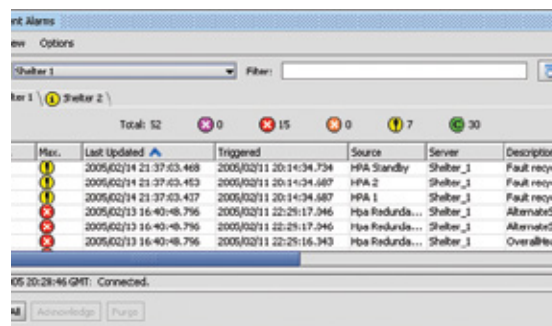 nt Alarms
ew Options
Shelter 1 Filter:
ter 1 Shelter 2
Total: 52 0 15 0 7 C 30
Max. Last Updated Triggered Source Server Description
2005/02/14 21:37:03.468 2005/02/11 20:14:34.734 HPA Standby Shelter_1 Fault recy
2005/02/14 21:37:03.453 2005/02/11 20:14:34.687 HPA 2 Shelter_1 Fault recy
2005/02/14 21:37:03.437 2005/02/11 20:14:34.687 HPA 1 Shelter_1 Fault recy
2005/02/13 16:40:48.796 2005/02/11 22:29:17.046 Hpa Redunda... Shelter_1 AlternateS
2005/02/13 16:40:48.796 2005/02/11 22:29:17.046 Hpa Redunda... Shelter_1 AlternateS
2005/02/13 16:40:48.796 2005/02/11 22:29:16.343 Hpa Redunda... Shelter_1 OverallHea
005 20:28:46 GMT: Connected.
All Acknowledge Purge